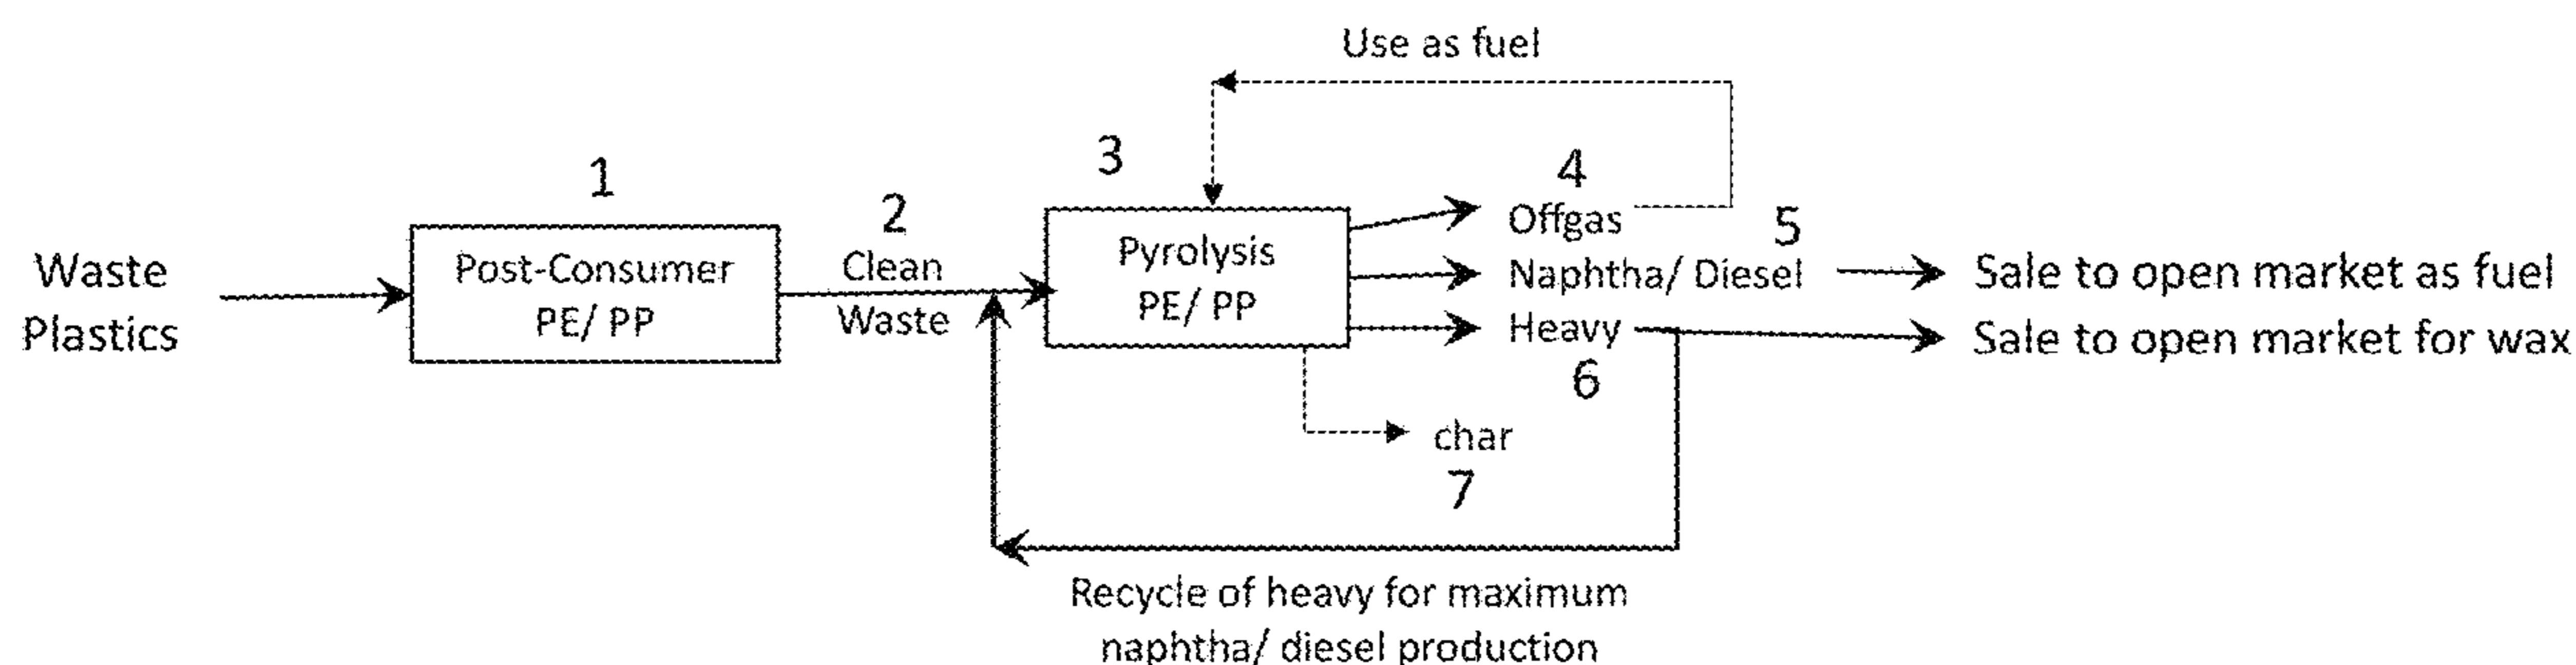 Use as fuel
1
2
3
4
5
Waste
Plastics
Post-Consumer
PE/ PP
Clean
Waste
Pyrolysis
PE/ PP
Offgas
Naphtha/ Diesel
Heavy
6
Sale to open market as fuel
Sale to open market for wax
char
7
Recycle of heavy for maximum
naphtha/ diesel production